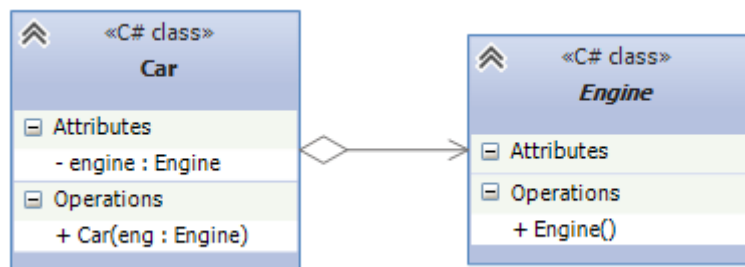 «C# class»
Car
Attributes
- engine : Engine
Operations
+ Car(eng : Engine)
«C# class»
Engine
Attributes
Operations
+ Engine()